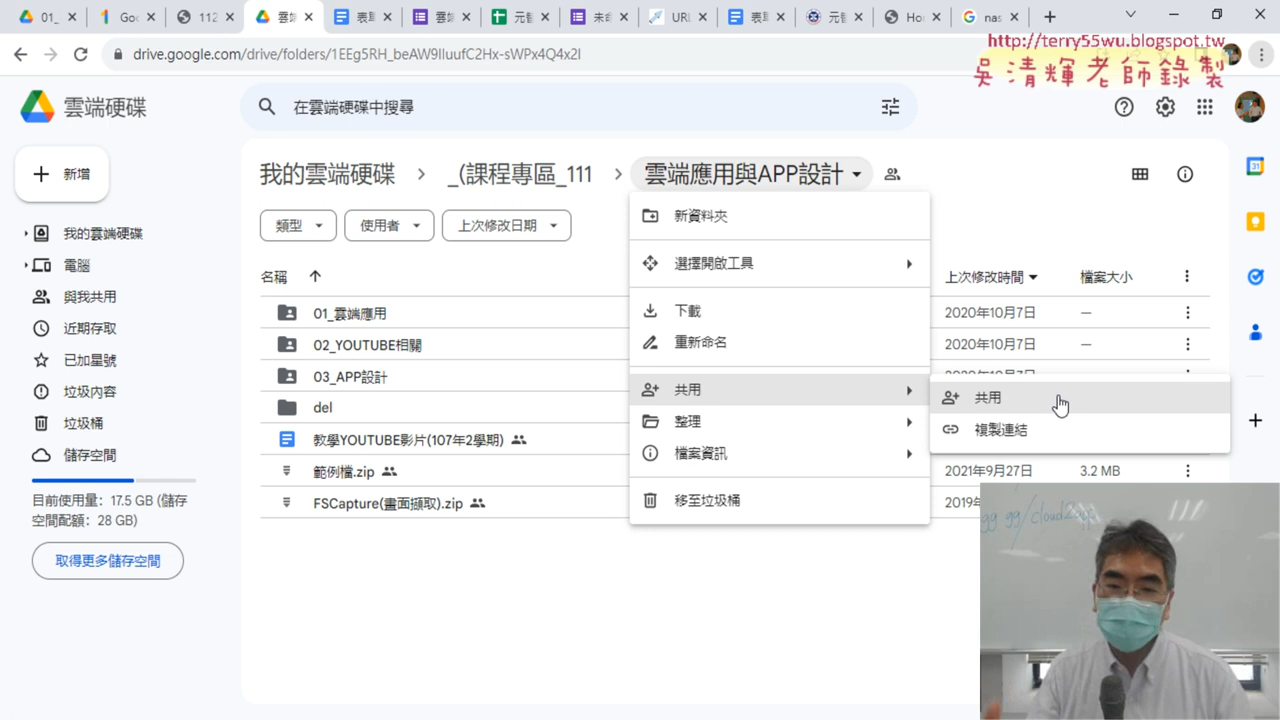 01_
Goo
112
雲端
表單
雲端
元智
未命
URL
表單
元智
Ho
nas
drive.google.com/drive/folders/1EEg5RH_beAW9IluufC2Hx-sWPx4Q4x2I
http://terry55wu.blogspot.tw
吳清輝老師錄製
雲端硬碟
在雲端硬碟中搜尋
新增
我的雲端硬碟
電腦
與我共用
近期存取
已加星號
垃圾內容
垃圾桶
儲存空間
目前使用量: 17.5 GB (儲存
空間配額: 28 GB)
取得更多儲存空間
我的雲端硬碟 > _(課程專區_111 > 雲端應用與APP設計
類型
使用者
上次修改日期
名稱
上次修改時間
檔案大小
01_雲端應用
2020年10月7日
—
02_YOUTUBE相關
2020年10月7日
—
03_APP設計
2020年10月7日
del
教學YOUTUBE影片(107年2學期)
範例檔.zip
2021年9月27日
3.2 MB
FSCapture(畫面擷取).zip
2019
新資料夾
選擇開啟工具
下載
重新命名
共用
整理
檔案資訊
移至垃圾桶
共用
複製連結
31
gg gg/cloud2app